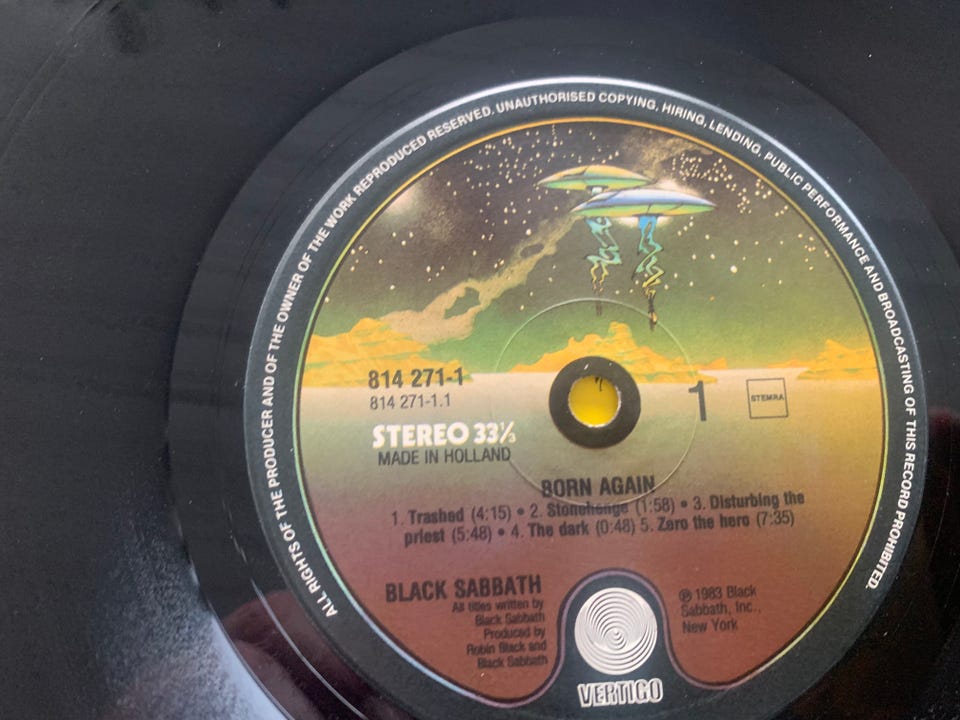 ALL RIGHTS OF THE PRODUCER AND OF THE OWNER OF THE WORK REPRODUCED RESERVED. UNAUTHORISED COPYING, HIRING, LENDING, PUBLIC PERFORMANCE AND BROADCASTING OF THIS RECORD PROHIBITED.
814 271-1
814 271-1.1
STEREO 33⅓
MADE IN HOLLAND
1
STEMRA
BORN AGAIN
1. Trashed (4:15) • 2. Stonehenge (1:58) • 3. Disturbing the
priest (5:48) • 4. The dark (0:48) 5. Zero the hero (7:35)
BLACK SABBATH
All titles written by
Black Sabbath
Produced by
Robin Black and
Black Sabbath
℗ 1983 Black
Sabbath, Inc.,
New York
VERTIGO